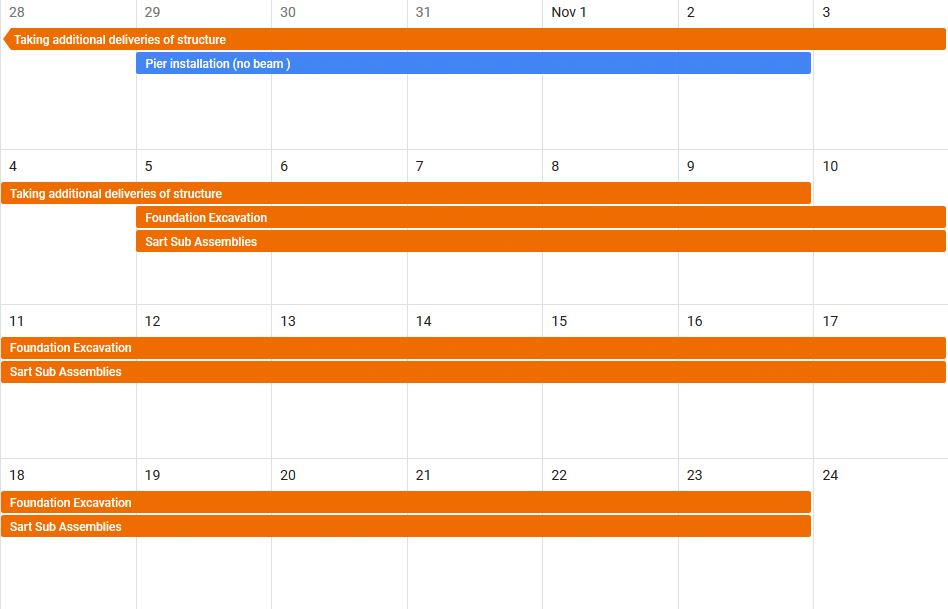 28 29 30 31 Nov 1 2 3
Taking additional deliveries of structure
Pier installation (no beam )
4 5 6 7 8 9 10
Taking additional deliveries of structure
Foundation Excavation
Sart Sub Assemblies
11 12 13 14 15 16 17
Foundation Excavation
Sart Sub Assemblies
18 19 20 21 22 23 24
Foundation Excavation
Sart Sub Assemblies